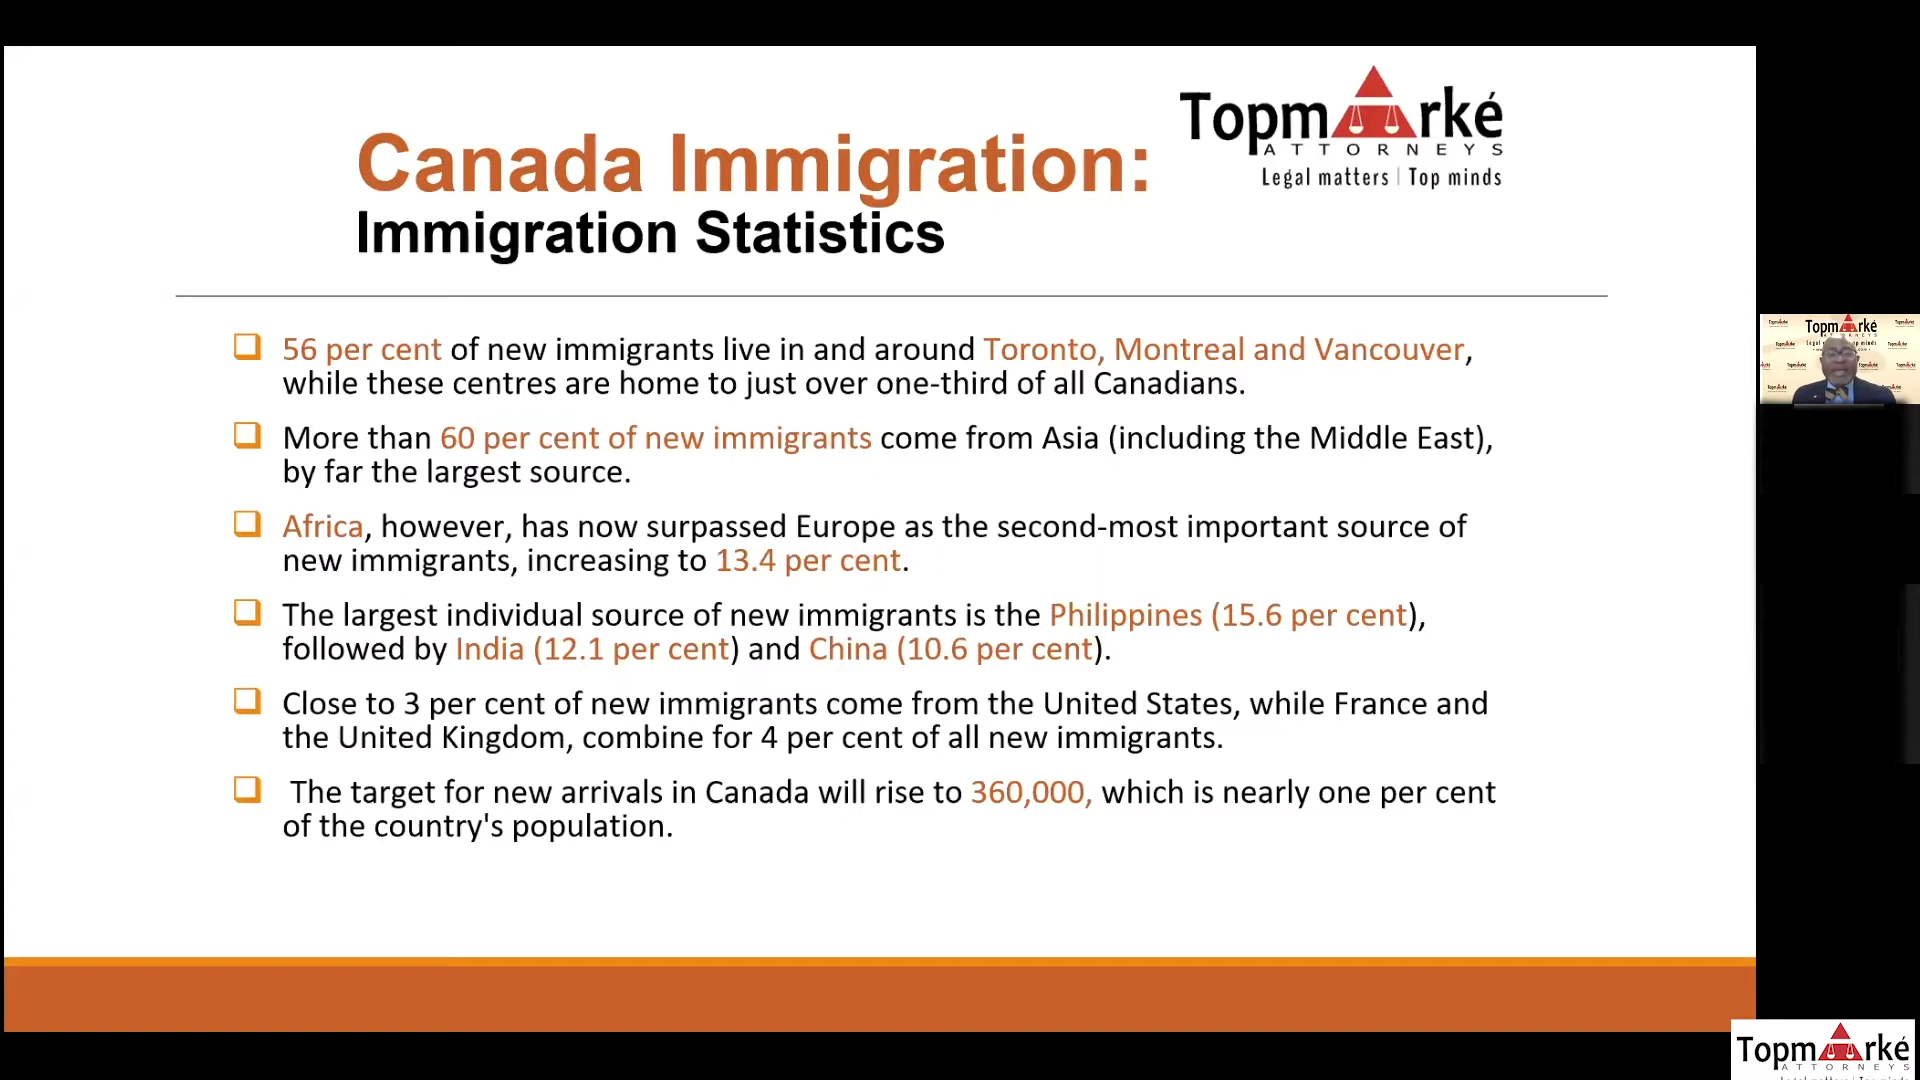 Topmarké
ATTORNEYS
Legal matters | Top minds
Canada Immigration:
Immigration Statistics
56 per cent of new immigrants live in and around Toronto, Montreal and Vancouver,
while these centres are home to just over one-third of all Canadians.
More than 60 per cent of new immigrants come from Asia (including the Middle East),
by far the largest source.
Africa, however, has now surpassed Europe as the second-most important source of
new immigrants, increasing to 13.4 per cent.
The largest individual source of new immigrants is the Philippines (15.6 per cent),
followed by India (12.1 per cent) and China (10.6 per cent).
Close to 3 per cent of new immigrants come from the United States, while France and
the United Kingdom, combine for 4 per cent of all new immigrants.
The target for new arrivals in Canada will rise to 360,000, which is nearly one per cent
of the country's population.
Topmarké
Topmarké
ATTORNEYS